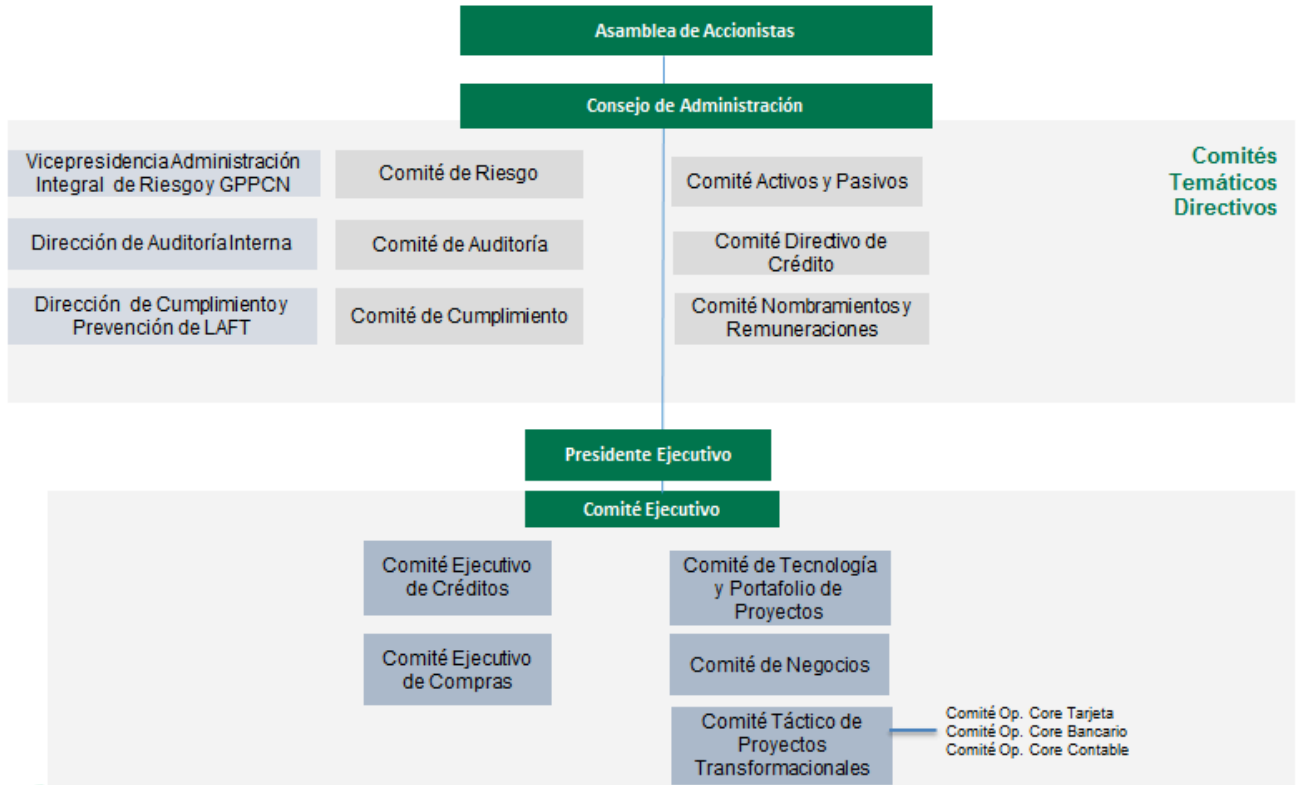 Asamblea de Accionistas
Consejo de Administración
Comités
Temáticos
Directivos
Vicepresidencia Administración
Integral de Riesgo y GPPCN
Comité de Riesgo
Comité Activos y Pasivos
Dirección de Auditoría Interna
Comité de Auditoría
Comité Directivo de
Crédito
Dirección de Cumplimiento y
Prevención de LAFT
Comité de Cumplimiento
Comité Nombramientos y
Remuneraciones
Presidente Ejecutivo
Comité Ejecutivo
Comité Ejecutivo
de Créditos
Comité de Tecnología
y Portafolio de
Proyectos
Comité Ejecutivo
de Compras
Comité de Negocios
Comité Táctico de
Proyectos
Transformacionales
Comité Op. Core Tarjeta
Comité Op. Core Bancario
Comité Op. Core Contable